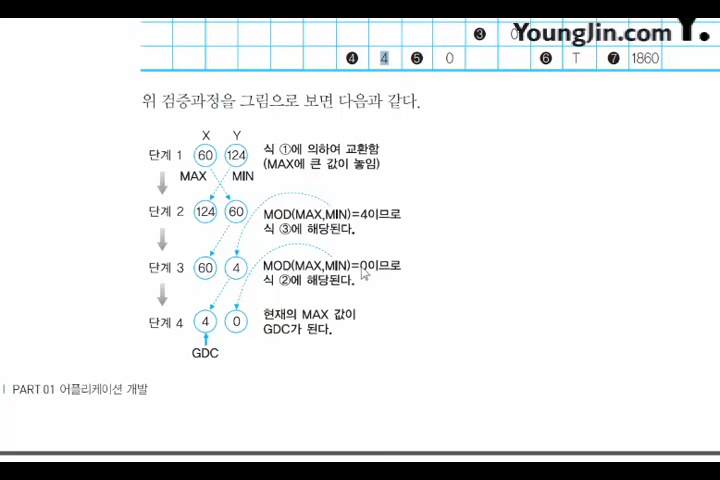 YoungJin.com Y.
❸ 0
❹ 4 ❺ 0 ❻ T ❼ 1860
위 검증과정을 그림으로 보면 다음과 같다.
X Y
단계 1 60 124 식 ①에 의하여 교환함
(MAX에 큰 값이 놓임)
MAX MIN
단계 2 124 60 MOD(MAX,MIN)=4이므로
식 ③에 해당된다.
단계 3 60 4 MOD(MAX,MIN)=0이므로
식 ②에 해당된다.
단계 4 4 0 현재의 MAX 값이
GDC가 된다.
GDC
| PART 01 어플리케이션 개발